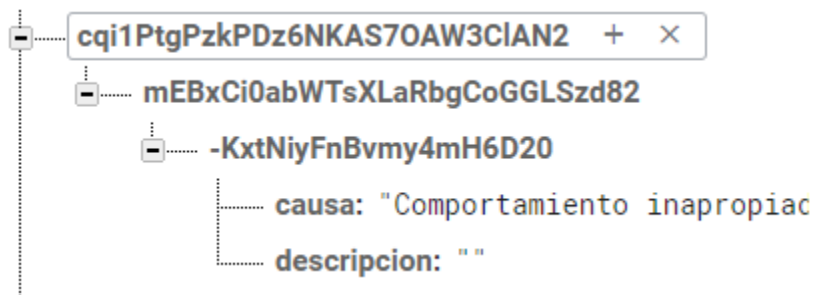 cqi1PtgPzkPDz6NKAS7OAW3ClAN2 + ×
mEBxCi0abWTsXLaRbgCoGGLSzd82
-KxtNiyFnBvmy4mH6D20
causa: "Comportamiento inapropiac
descripcion: ""